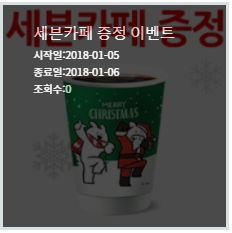 세븐카페 증정
세븐카페 증정 이벤트
시작일:2018-01-05
종료일:2018-01-06
조회수:0
MERRY
CHRISTMAS